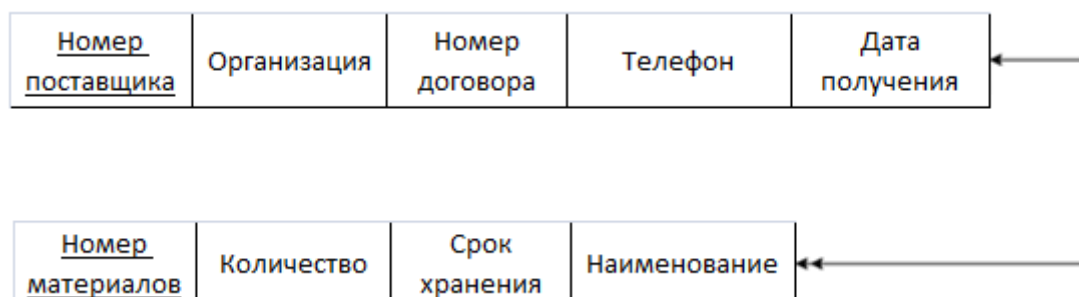 Номер
поставщика
Организация
Номер
договора
Телефон
Дата
получения
Номер
материалов
Количество
Срок
хранения
Наименование